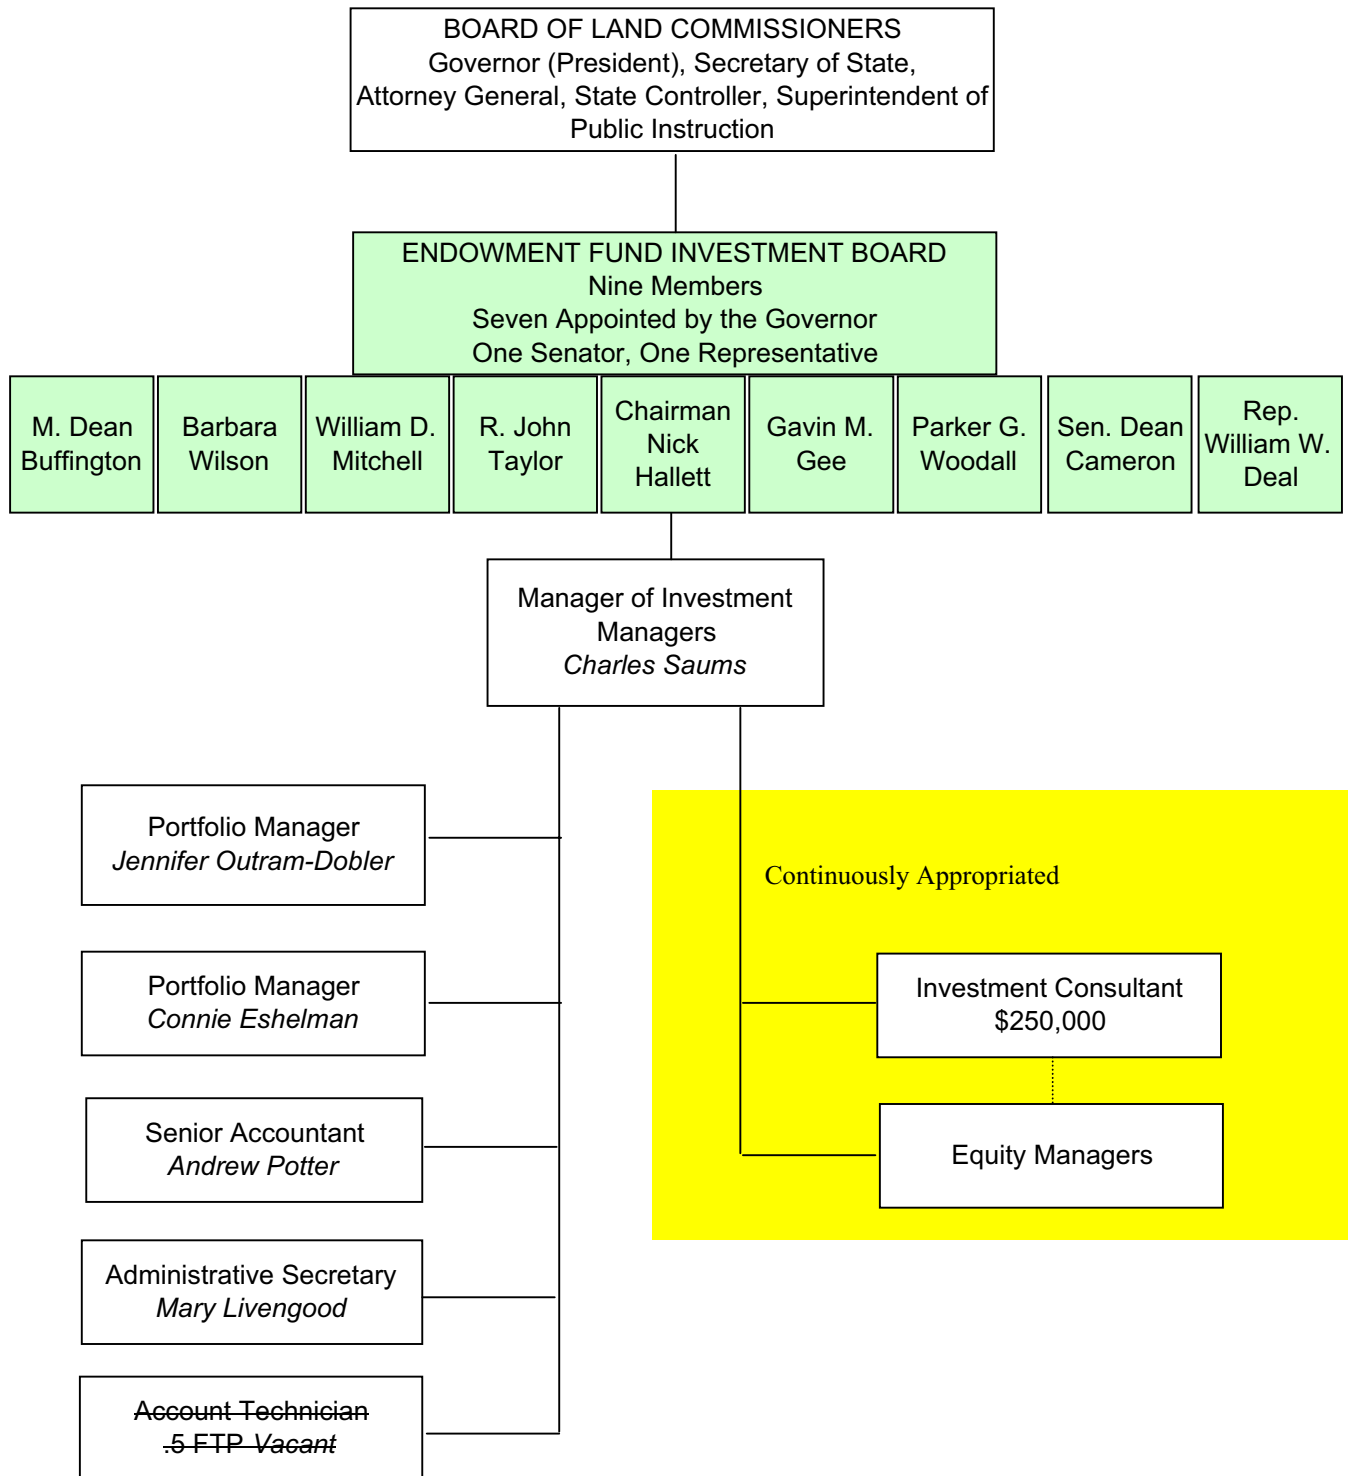 BOARD OF LAND COMMISSIONERS
Governor (President), Secretary of State,
Attorney General, State Controller, Superintendent of
Public Instruction
ENDOWMENT FUND INVESTMENT BOARD
Nine Members
Seven Appointed by the Governor
One Senator, One Representative
M. Dean
Buffington
Barbara
Wilson
William D.
Mitchell
R. John
Taylor
Chairman
Nick
Hallett
Gavin M.
Gee
Parker G.
Woodall
Sen. Dean
Cameron
Rep.
William W.
Deal
Manager of Investment
Managers
Charles Saums
Portfolio Manager
Jennifer Outram-Dobler
Portfolio Manager
Connie Eshelman
Senior Accountant
Andrew Potter
Administrative Secretary
Mary Livengood
Account Technician
.5 FTP Vacant
Continuously Appropriated
Investment Consultant
$250,000
Equity Managers